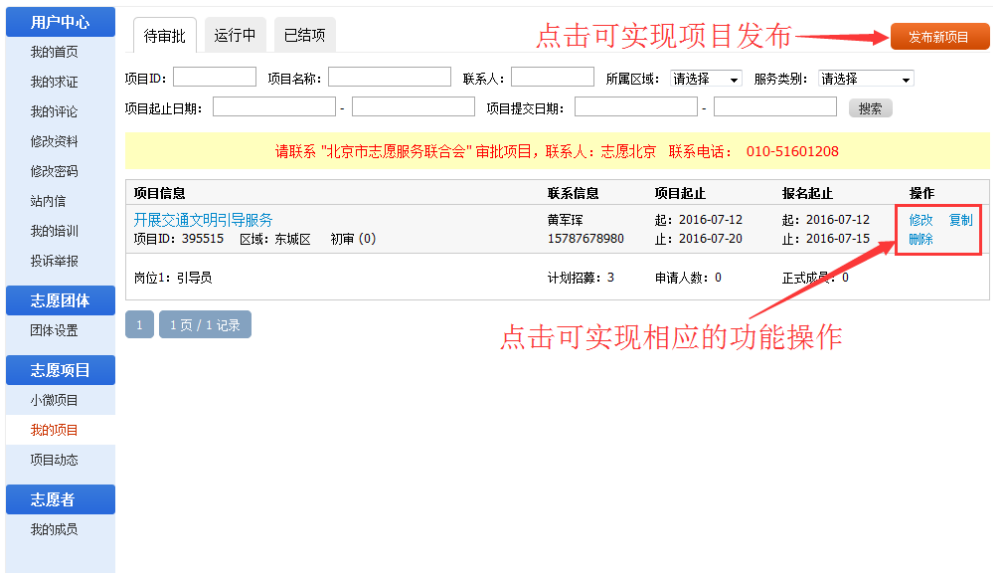 用户中心
我的首页
我的求证
我的评论
修改资料
修改密码
站内信
我的培训
投诉举报
志愿团体
团体设置
志愿项目
小微项目
我的项目
项目动态
志愿者
我的成员
待审批 运行中 已结项
点击可实现项目发布
发布新项目
项目ID: 项目名称: 联系人: 所属区域: 请选择 服务类别: 请选择
项目起止日期: - 项目提交日期: - 搜索
请联系 "北京市志愿服务联合会" 审批项目，联系人：志愿北京 联系电话： 010-51601208
项目信息 联系信息 项目起止 报名起止 操作
开展交通文明引导服务 黄军珲 起: 2016-07-12 起: 2016-07-12 修改 复制
项目ID: 395515 区域: 东城区 初审 (0) 15787678980 止: 2016-07-20 止: 2016-07-15 删除
岗位1: 引导员 计划招募: 3 申请人数: 0 正式成员: 0
1 1 页 / 1 记录
点击可实现相应的功能操作